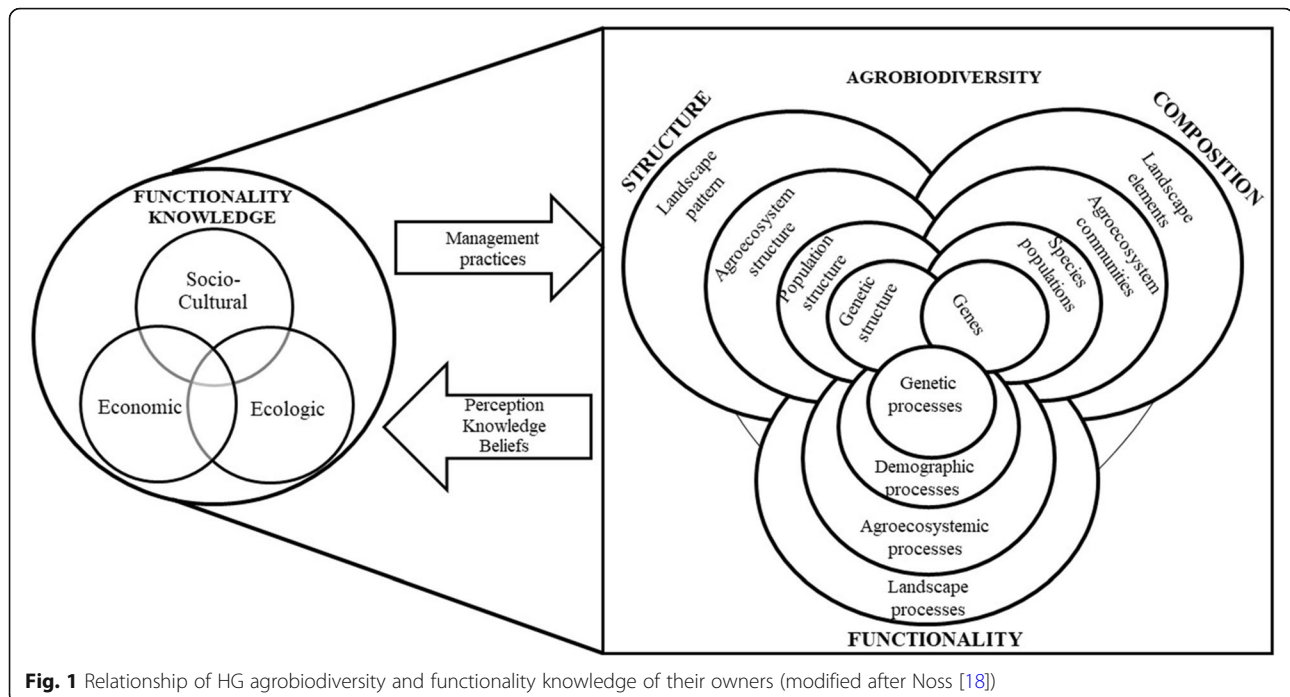 FUNCTIONALITY
KNOWLEDGE
Socio-
Cultural
Economic
Ecologic
Management
practices
Perception
Knowledge
Beliefs
AGROBIODIVERSITY
STRUCTURE
Landscape
pattern
Agroecosystem
structure
Population
structure
Genetic
structure
COMPOSITION
Landscape
elements
Agroecosystem
communities
Species
populations
Genes
Genetic
processes
Demographic
processes
Agroecosystemic
processes
Landscape
processes
FUNCTIONALITY
Fig. 1 Relationship of HG agrobiodiversity and functionality knowledge of their owners (modified after Noss [18])